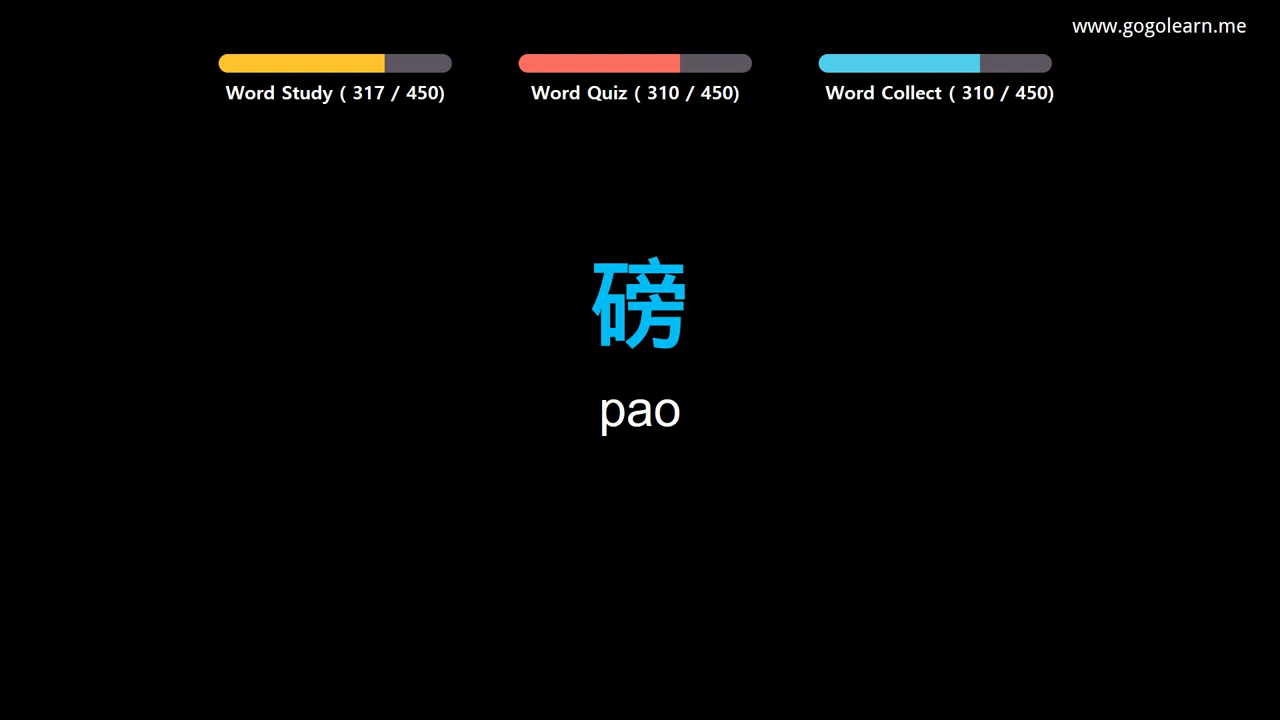 www.gogolearn.me
Word Study ( 317 / 450)
Word Quiz ( 310 / 450)
Word Collect ( 310 / 450)
磅
pao